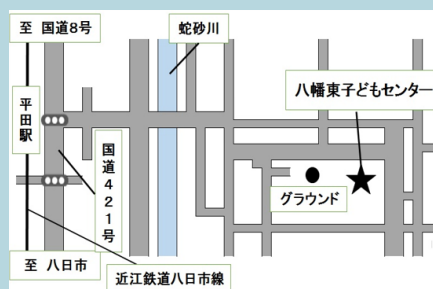 至 国道8号
蛇砂川
八幡東子どもセンター
平田駅
国道421号
グラウンド
至 八日市
近江鉄道八日市線